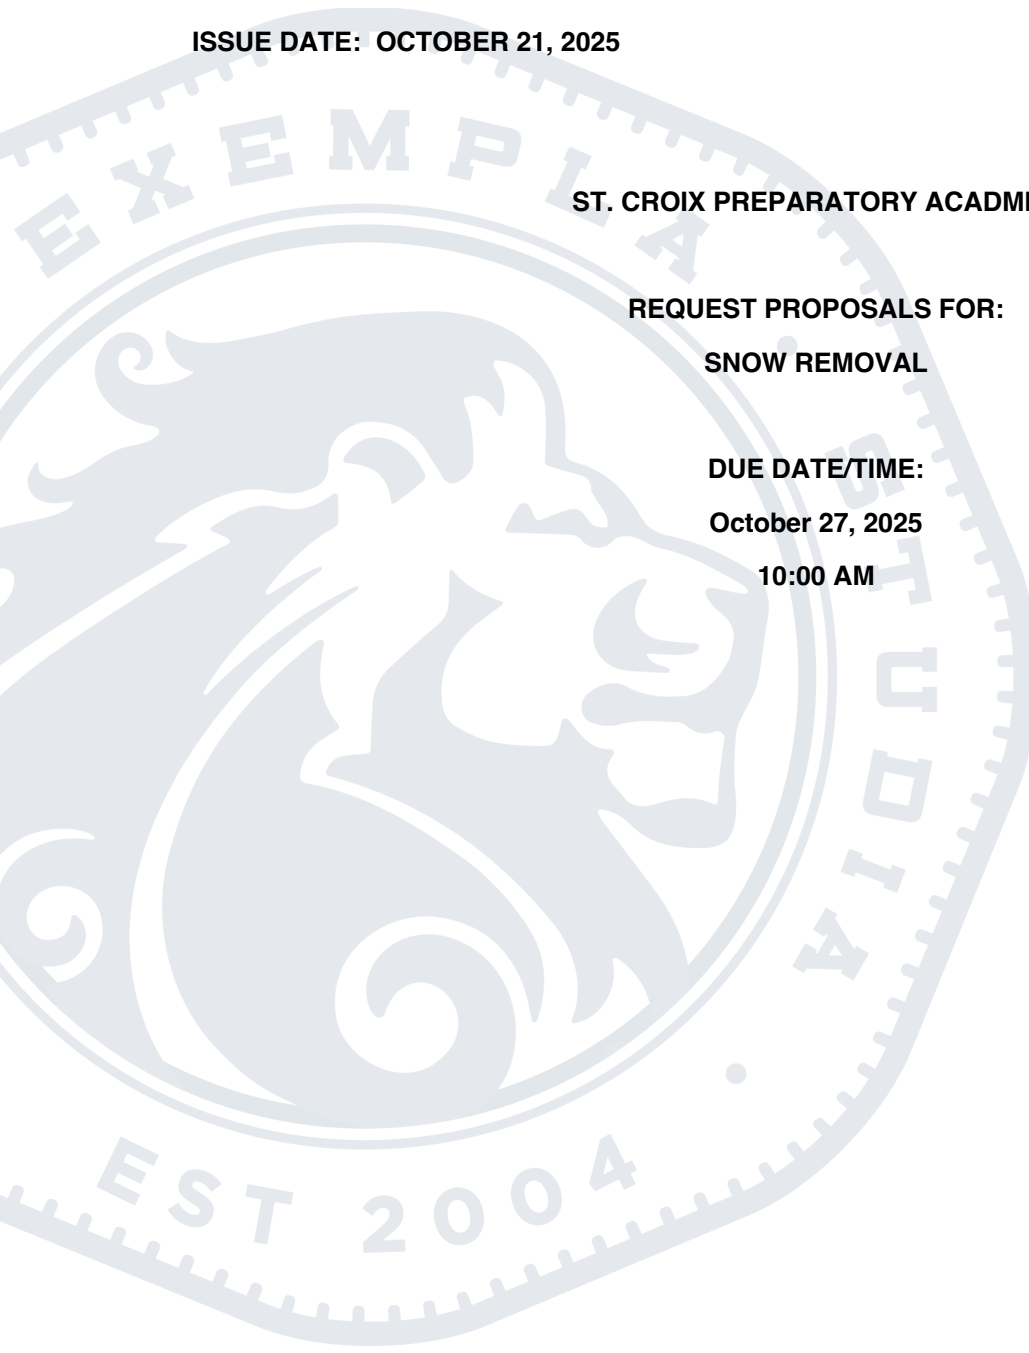 ISSUE DATE: OCTOBER 21, 2025
ST. CROIX PREPARATORY ACADM
REQUEST PROPOSALS FOR:
SNOW REMOVAL
DUE DATE/TIME:
October 27, 2025
10:00 AM
EXEMPLA · STUDIA ·
EST 2004